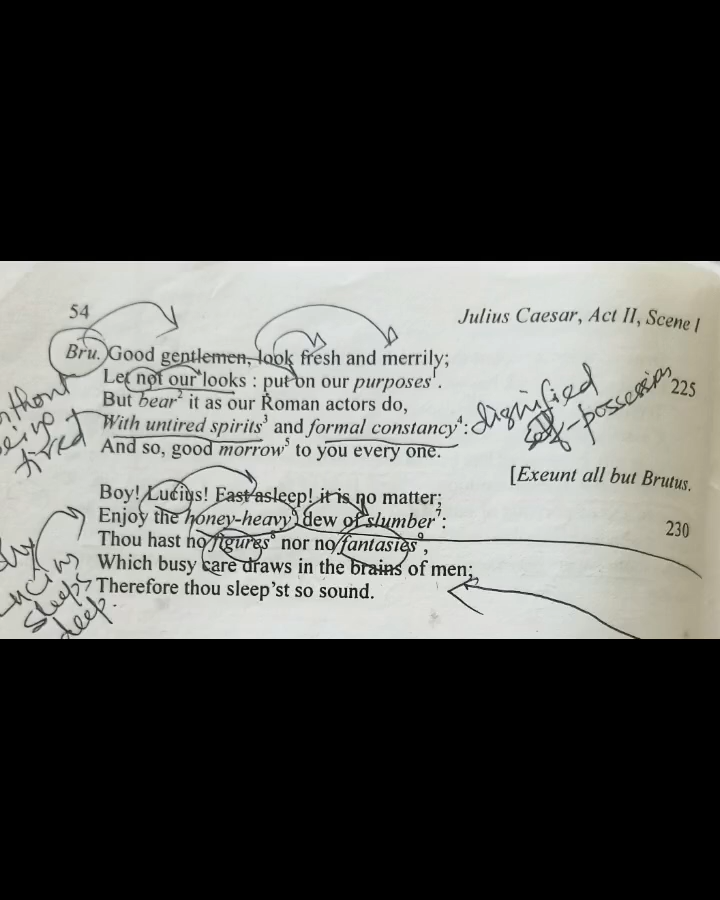 54
Julius Caesar, Act II, Scene I
Bru. Good gentlemen, look fresh and merrily;
Let not our looks : put on our purposes¹.
225
But bear² it as our Roman actors do,
With untired spirits³ and formal constancy⁴:
dignified
self-possession
tired
And so, good morrow⁵ to you every one.
[Exeunt all but Brutus.
Boy! Lucius! Fast asleep! it is no matter;
Enjoy the honey-heavy⁶ dew of slumber⁷:
230
Thou hast no figures⁸ nor no fantasies⁹,
Which busy care draws in the brains of men;
Therefore thou sleep'st so sound.
sleeps
deep.